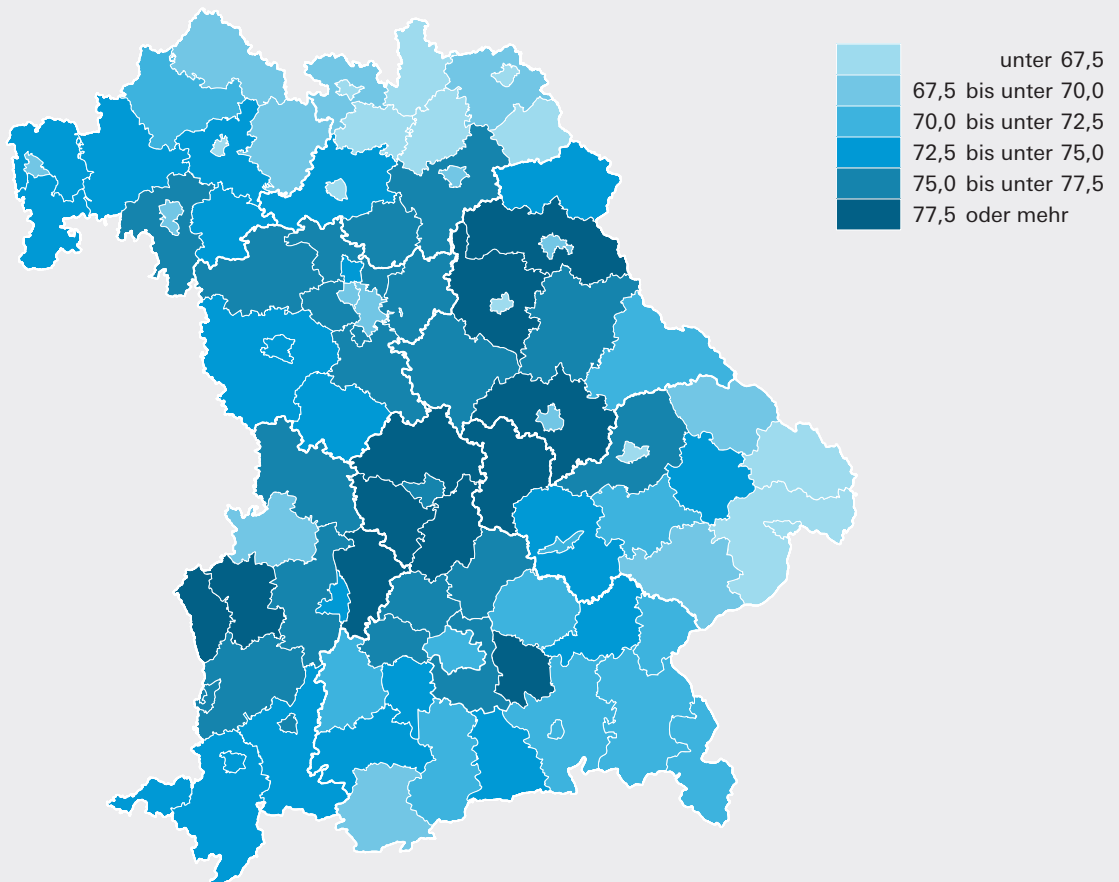 unter 67,5
67,5 bis unter 70,0
70,0 bis unter 72,5
72,5 bis unter 75,0
75,0 bis unter 77,5
77,5 oder mehr